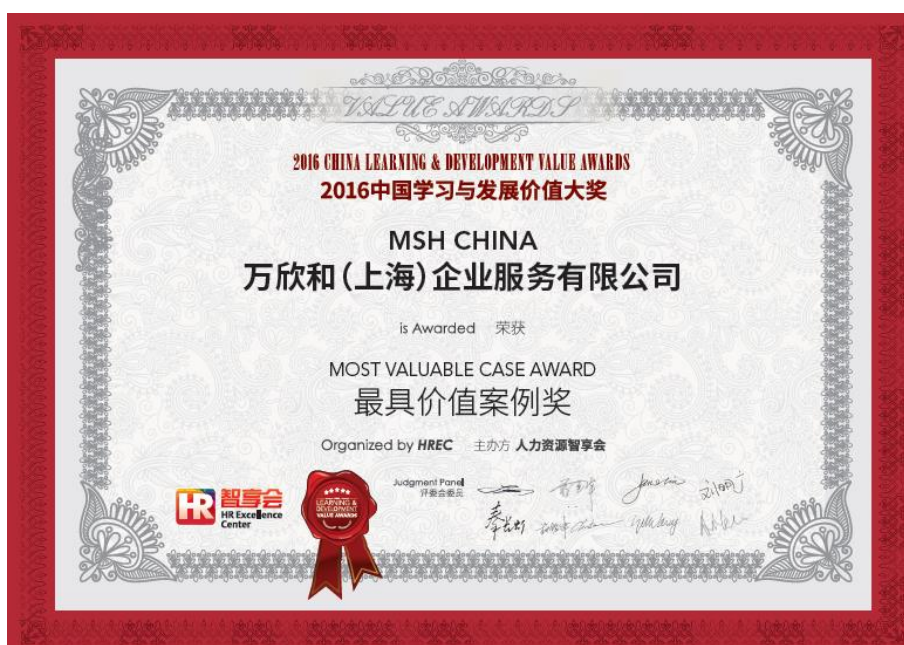 VALUE AWARDS
2016 CHINA LEARNING & DEVELOPMENT VALUE AWARDS
2016中国学习与发展价值大奖
MSH CHINA
万欣和(上海)企业服务有限公司
is Awarded 荣获
MOST VALUABLE CASE AWARD
最具价值案例奖
Organized by HREC 主办方 人力资源智享会
Judgment Panel
评委会委员
HR 智享会
HR Excellence
Center
LEARNING &
DEVELOPMENT
VALUE AWARDS